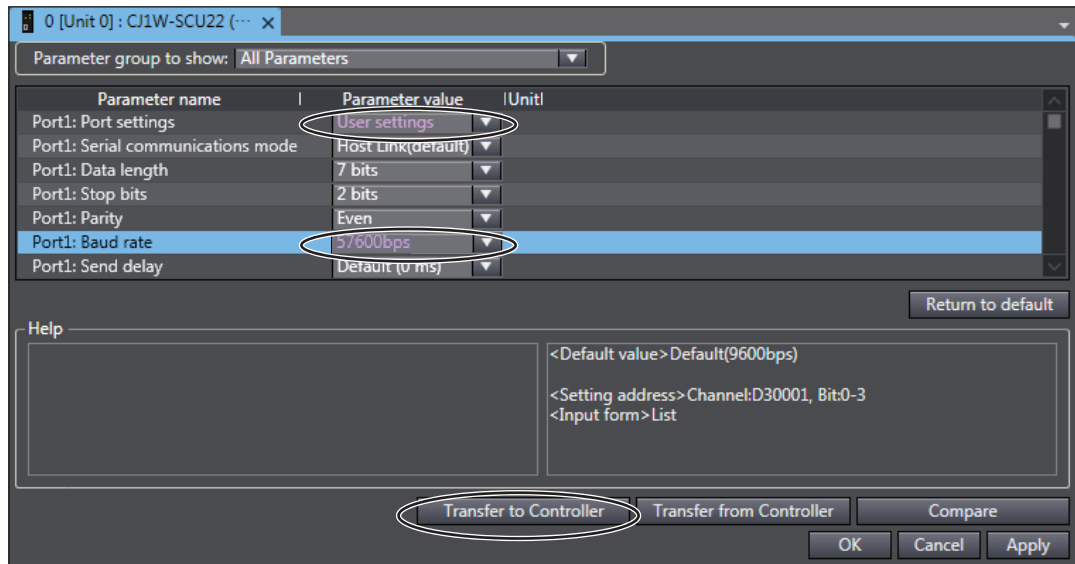 0 [Unit 0] : CJ1W-SCU22 (···
Parameter group to show: All Parameters
Parameter name Parameter value Unit
Port1: Port settings User settings
Port1: Serial communications mode Host Link(default)
Port1: Data length 7 bits
Port1: Stop bits 2 bits
Port1: Parity Even
Port1: Baud rate 57600bps
Port1: Send delay Default (0 ms)
Return to default
Help
<Default value>Default(9600bps)
<Setting address>Channel:D30001, Bit:0-3
<Input form>List
Transfer to Controller Transfer from Controller Compare
OK Cancel Apply